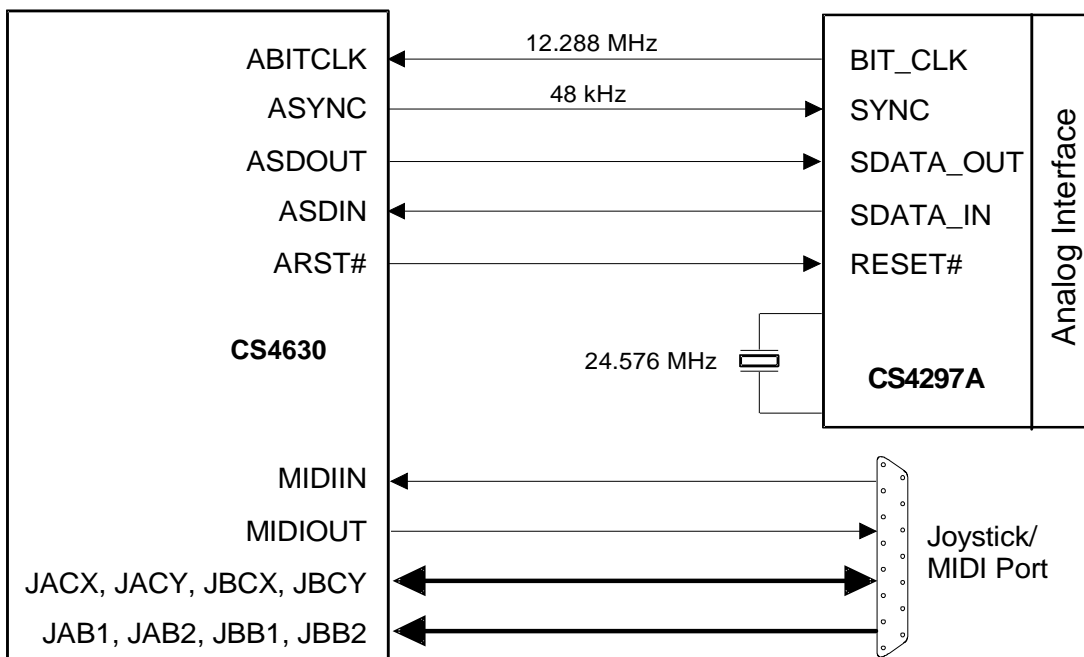 ABITCLK
12.288 MHz
BIT_CLK
ASYNC
48 kHz
SYNC
ASDOUT
SDATA_OUT
ASDIN
SDATA_IN
ARST#
RESET#
Analog Interface
CS4630
24.576 MHz
CS4297A
MIDIIN
MIDIOUT
Joystick/
MIDI Port
JACX, JACY, JBCX, JBCY
JAB1, JAB2, JBB1, JBB2